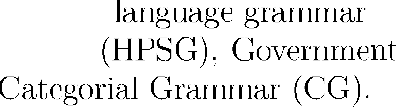 language grammar
(HPSG), Government
Categorial Grammar (CG).